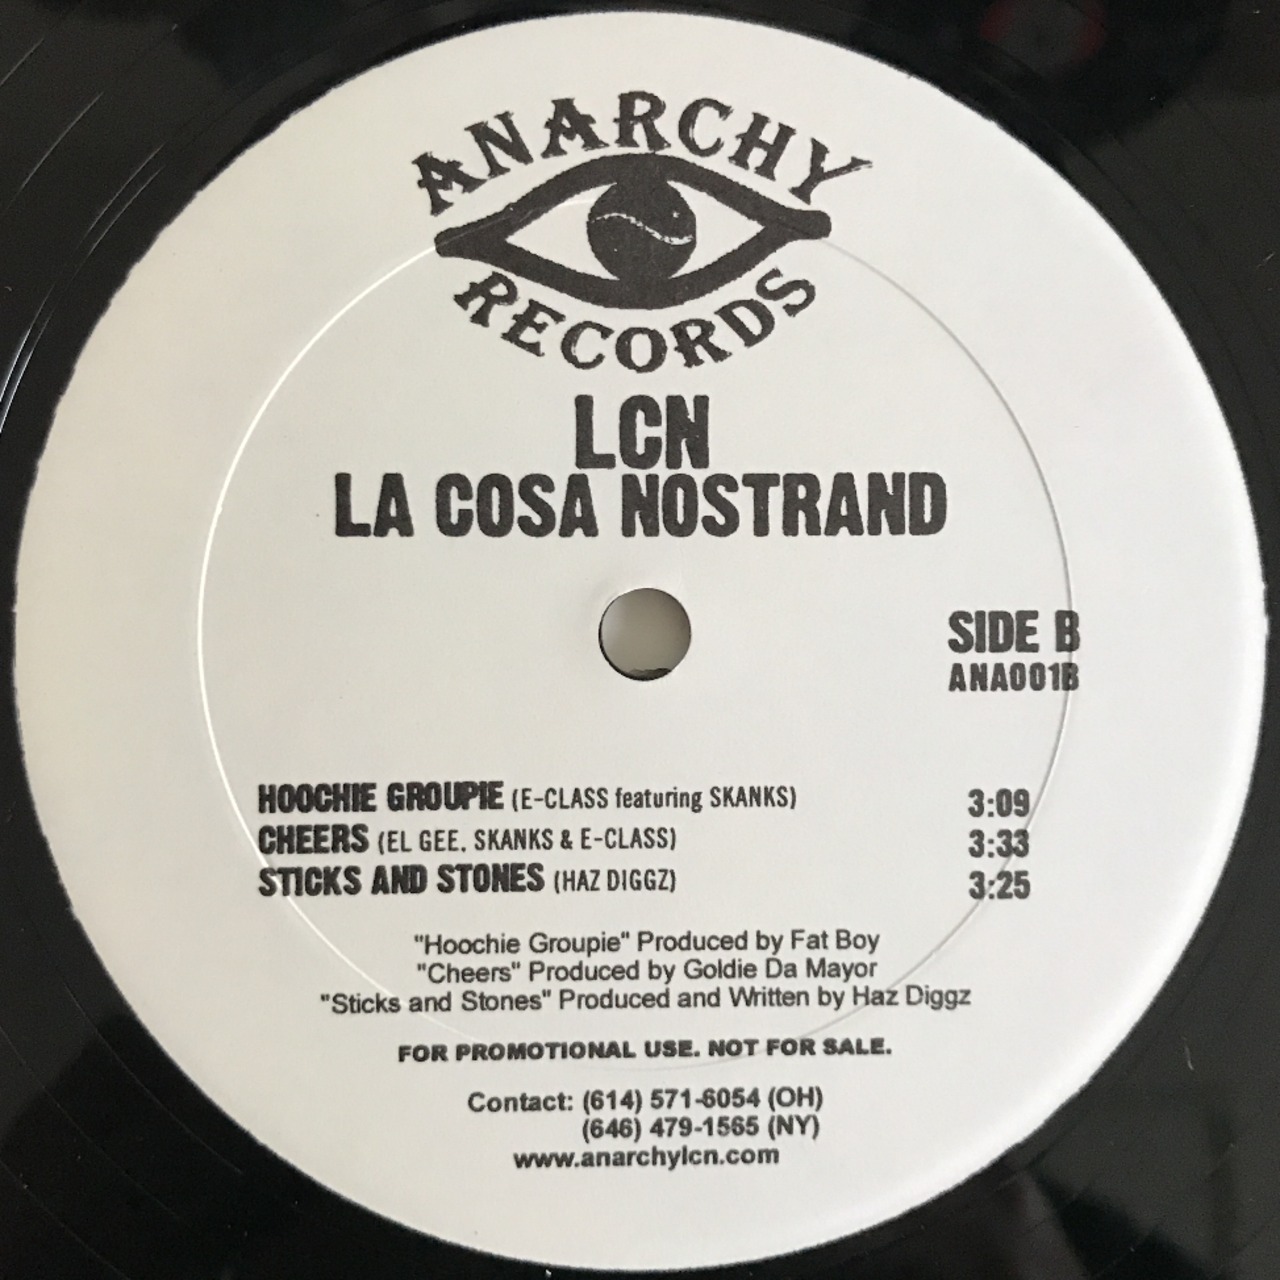 ANARCHY
RECORDS
LCN
LA COSA NOSTRAND
SIDE B
ANA001B
HOOCHIE GROUPIE (E-CLASS featuring SKANKS) 3:09
CHEERS (EL GEE. SKANKS & E-CLASS) 3:33
STICKS AND STONES (HAZ DIGGZ) 3:25
"Hoochie Groupie" Produced by Fat Boy
"Cheers" Produced by Goldie Da Mayor
"Sticks and Stones" Produced and Written by Haz Diggz
FOR PROMOTIONAL USE. NOT FOR SALE.
Contact: (614) 571-6054 (OH)
(646) 479-1565 (NY)
www.anarchylcn.com